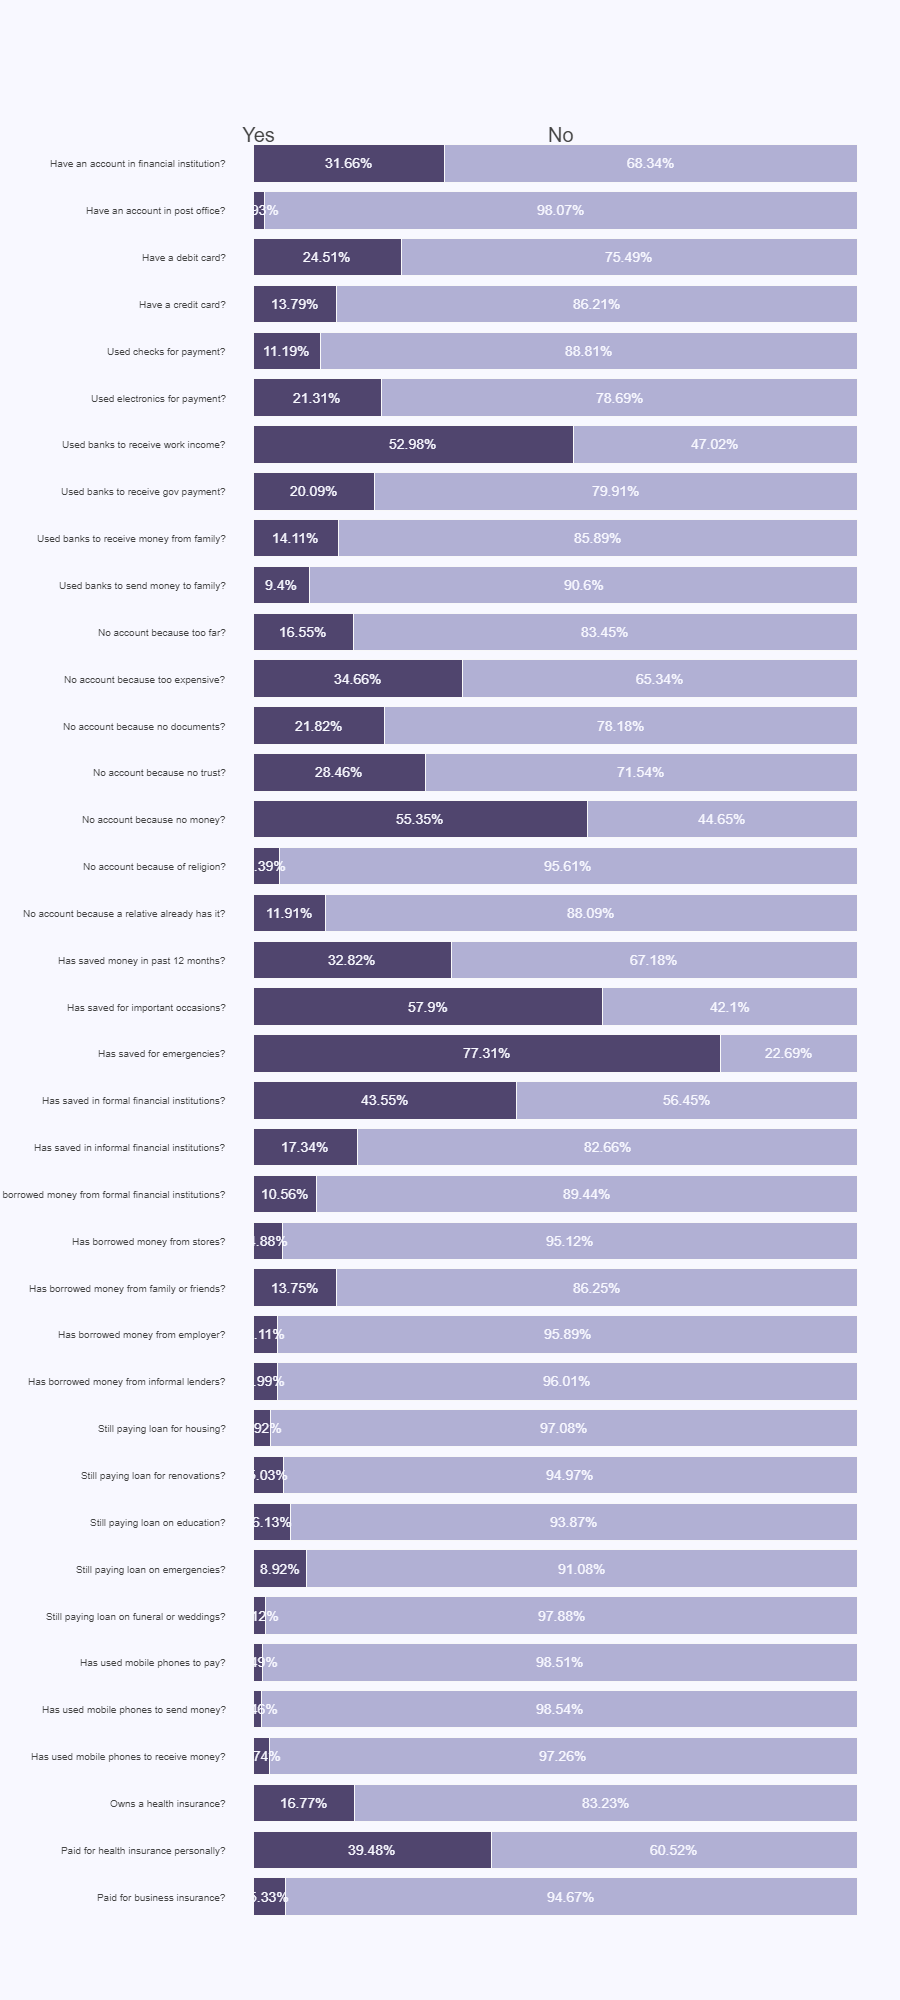 Yes No
Have an account in financial institution? 31.66% 68.34%
Have an account in post office? 93% 98.07%
Have a debit card? 24.51% 75.49%
Have a credit card? 13.79% 86.21%
Used checks for payment? 11.19% 88.81%
Used electronics for payment? 21.31% 78.69%
Used banks to receive work income? 52.98% 47.02%
Used banks to receive gov payment? 20.09% 79.91%
Used banks to receive money from family? 14.11% 85.89%
Used banks to send money to family? 9.4% 90.6%
No account because too far? 16.55% 83.45%
No account because too expensive? 34.66% 65.34%
No account because no documents? 21.82% 78.18%
No account because no trust? 28.46% 71.54%
No account because no money? 55.35% 44.65%
No account because of religion? .39% 95.61%
No account because a relative already has it? 11.91% 88.09%
Has saved money in past 12 months? 32.82% 67.18%
Has saved for important occasions? 57.9% 42.1%
Has saved for emergencies? 77.31% 22.69%
Has saved in formal financial institutions? 43.55% 56.45%
Has saved in informal financial institutions? 17.34% 82.66%
borrowed money from formal financial institutions? 10.56% 89.44%
Has borrowed money from stores? .88% 95.12%
Has borrowed money from family or friends? 13.75% 86.25%
Has borrowed money from employer? .11% 95.89%
Has borrowed money from informal lenders? .99% 96.01%
Still paying loan for housing? 92% 97.08%
Still paying loan for renovations? 5.03% 94.97%
Still paying loan on education? 6.13% 93.87%
Still paying loan on emergencies? 8.92% 91.08%
Still paying loan on funeral or weddings? 12% 97.88%
Has used mobile phones to pay? 49% 98.51%
Has used mobile phones to send money? 46% 98.54%
Has used mobile phones to receive money? 74% 97.26%
Owns a health insurance? 16.77% 83.23%
Paid for health insurance personally? 39.48% 60.52%
Paid for business insurance? 5.33% 94.67%